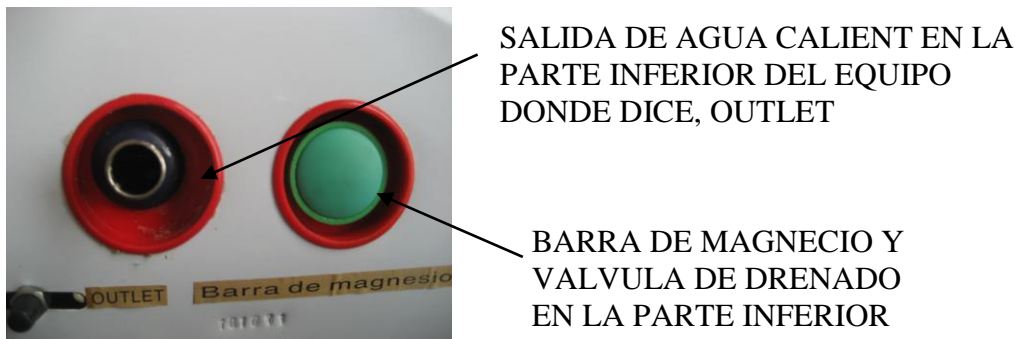 SALIDA DE AGUA CALIENT EN LA
PARTE INFERIOR DEL EQUIPO
DONDE DICE, OUTLET
BARRA DE MAGNECIO Y
VALVULA DE DRENADO
EN LA PARTE INFERIOR
OUTLET
Barra de magnesio